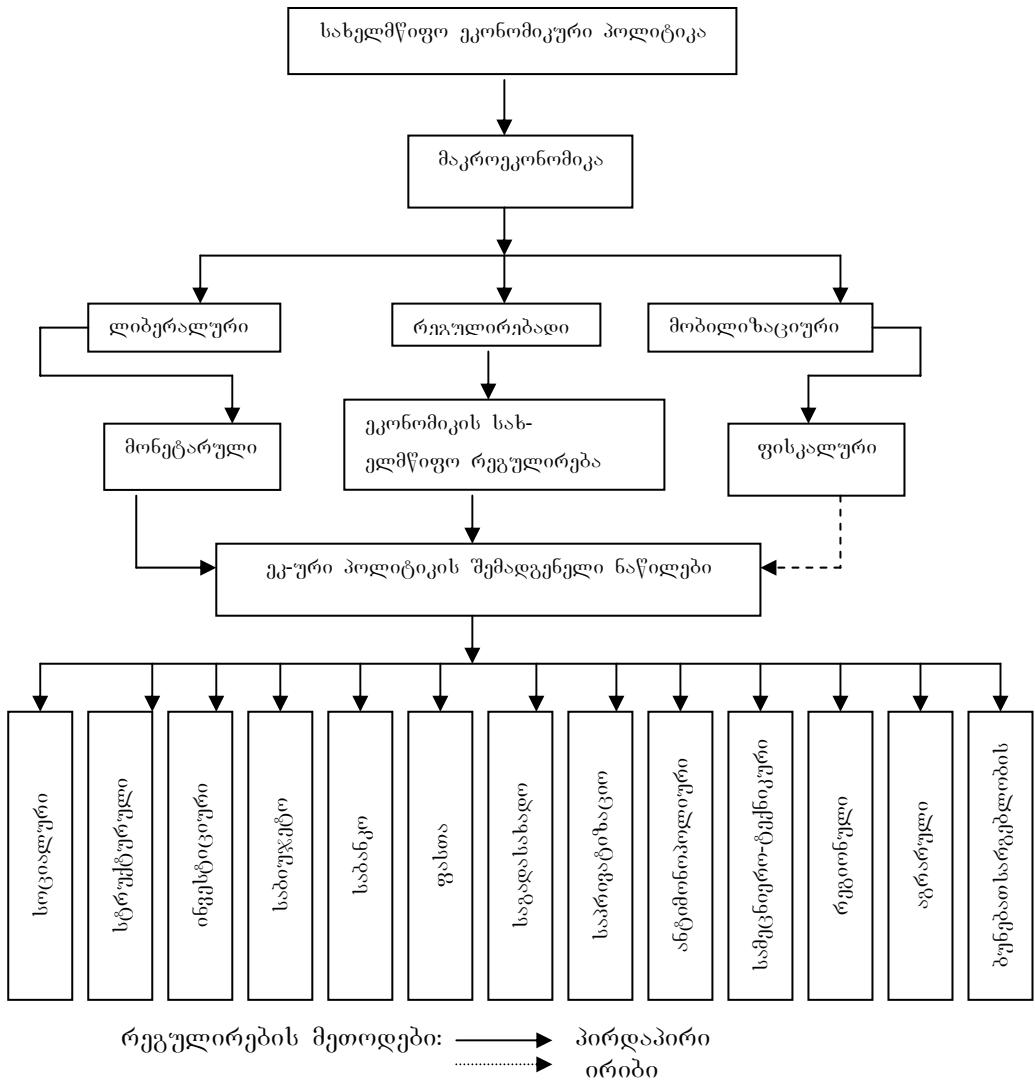 სახელმწიფო ეკონომიკური პოლიტიკა
მაკროეკონომიკა
ლიბერალური
რეგულირებადი
მობილიზაციური
მონეტარული
ეკონომიკის სახ-
ელმწიფო რეგულირება
ფისკალური
ეკ-ური პოლიტიკის შემადგენელი ნაწილები
სოციალური
სტრუქტურული
ინვესტიციური
საბიუჯეტო
საბანკო
ფასთა
საგადასახადო
საპრივატიზაციო
ანტიმონოპოლიური
სამეცნიერო-ტექნიკური
რეგიონული
აგრარული
ბუნებათსარგებლობის
რეგულირების მეთოდები: პირდაპირი
ირიბი